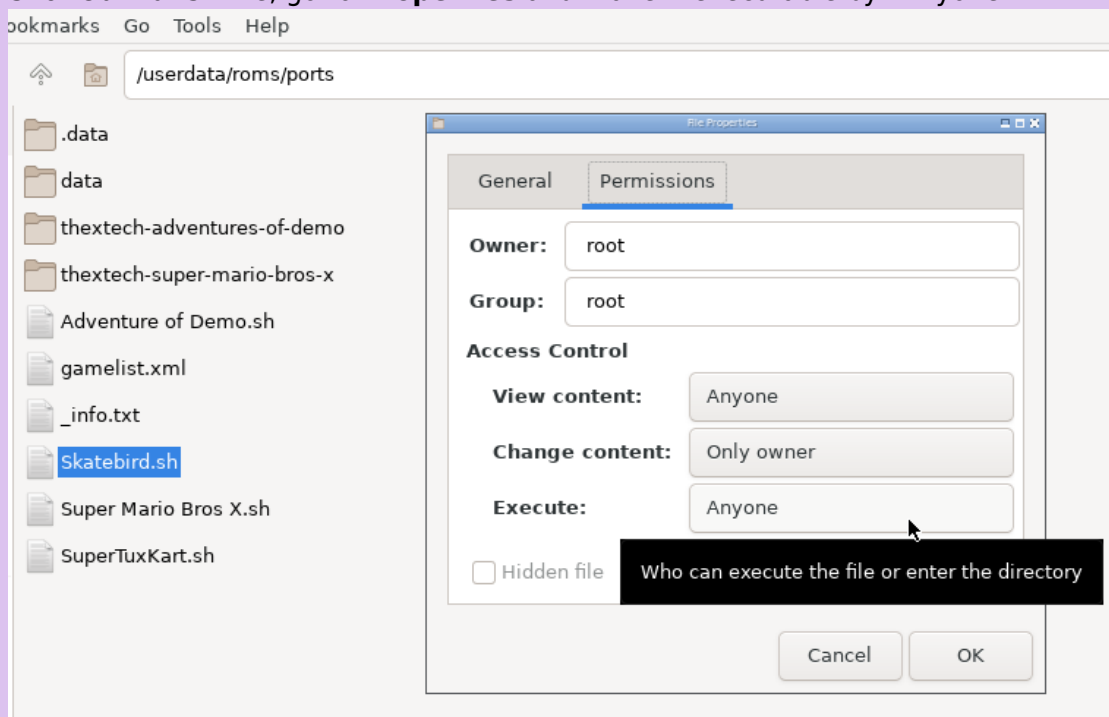 ookmarks Go Tools Help
/userdata/roms/ports
.data
data
thextech-adventures-of-demo
thextech-super-mario-bros-x
Adventure of Demo.sh
gamelist.xml
_info.txt
Skatebird.sh
Super Mario Bros X.sh
SuperTuxKart.sh
File Properties
General Permissions
Owner: root
Group: root
Access Control
View content: Anyone
Change content: Only owner
Execute: Anyone
Hidden file
Who can execute the file or enter the directory
Cancel OK